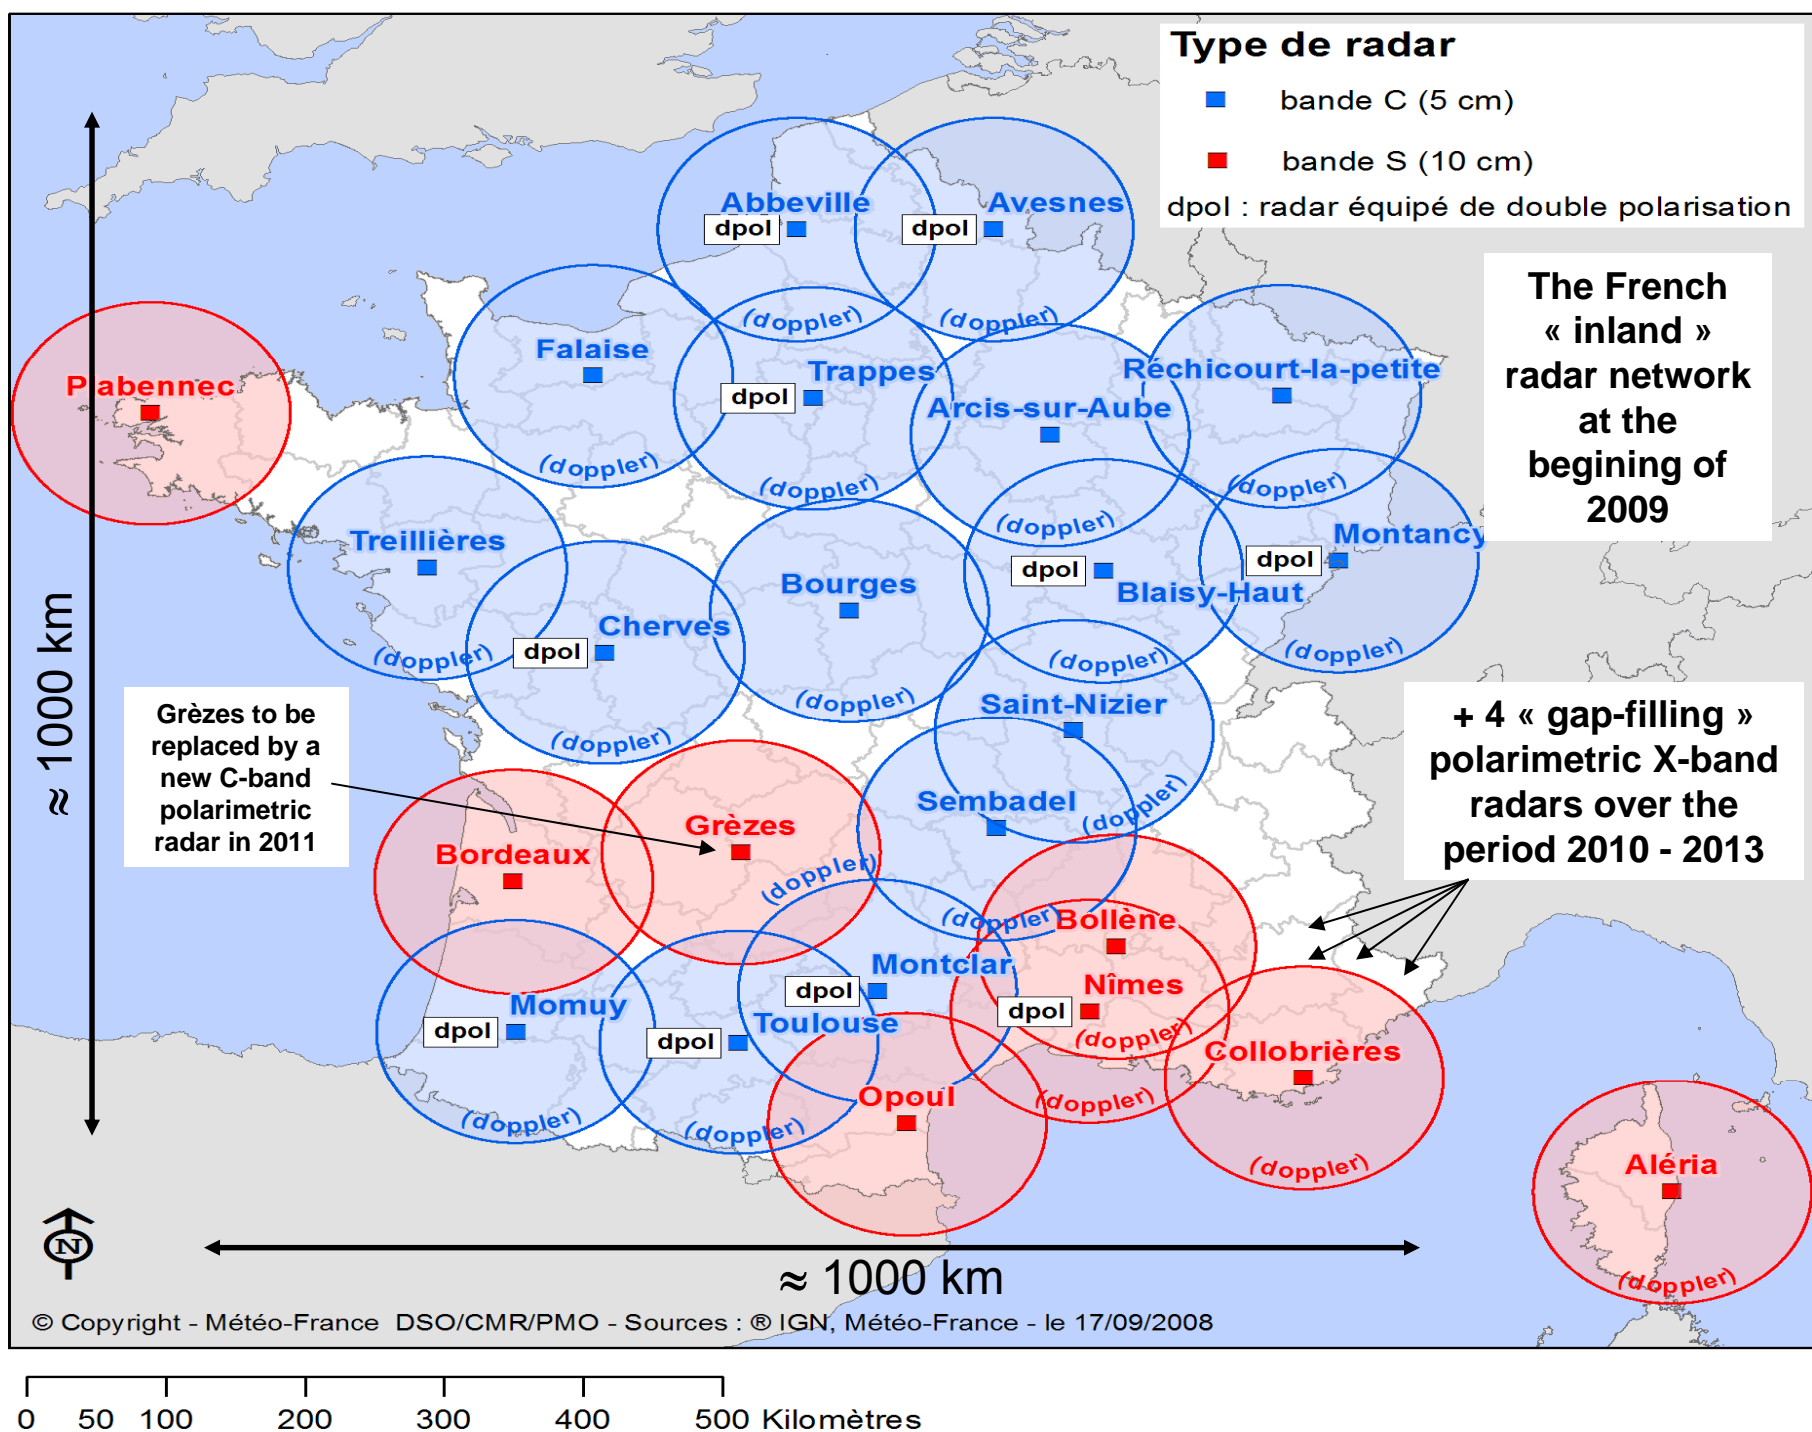 Type de radar
bande C (5 cm)
bande S (10 cm)
dpol : radar équipé de double polarisation
The French
« inland »
radar network
at the
begining of
2009
Abbeville
dpol
(doppler)
Avesnes
dpol
(doppler)
Falaise
(doppler)
Trappes
dpol
(doppler)
Réchicourt-la-petite
(doppler)
Arcis-sur-Aube
(doppler)
Plabennec
Treillières
(doppler)
Montancy
dpol
(doppler)
dpol
Blaisy-Haut
(doppler)
Bourges
(doppler)
Cherves
dpol
(doppler)
Saint-Nizier
(doppler)
≈ 1000 km
Grèzes to be
replaced by a
new C-band
polarimetric
radar in 2011
+ 4 « gap-filling »
polarimetric X-band
radars over the
period 2010 - 2013
Sembadel
(doppler)
Grèzes
Bordeaux
(doppler)
Bollène
(doppler)
Montclar
dpol
Nîmes
dpol
(doppler)
Momuy
dpol
(doppler)
Toulouse
dpol
(doppler)
Collobrières
(doppler)
Opoul
Aléria
(doppler)
N
≈ 1000 km
© Copyright - Météo-France DSO/CMR/PMO - Sources : ® IGN, Météo-France - le 17/09/2008
0 50 100 200 300 400 500 Kilomètres